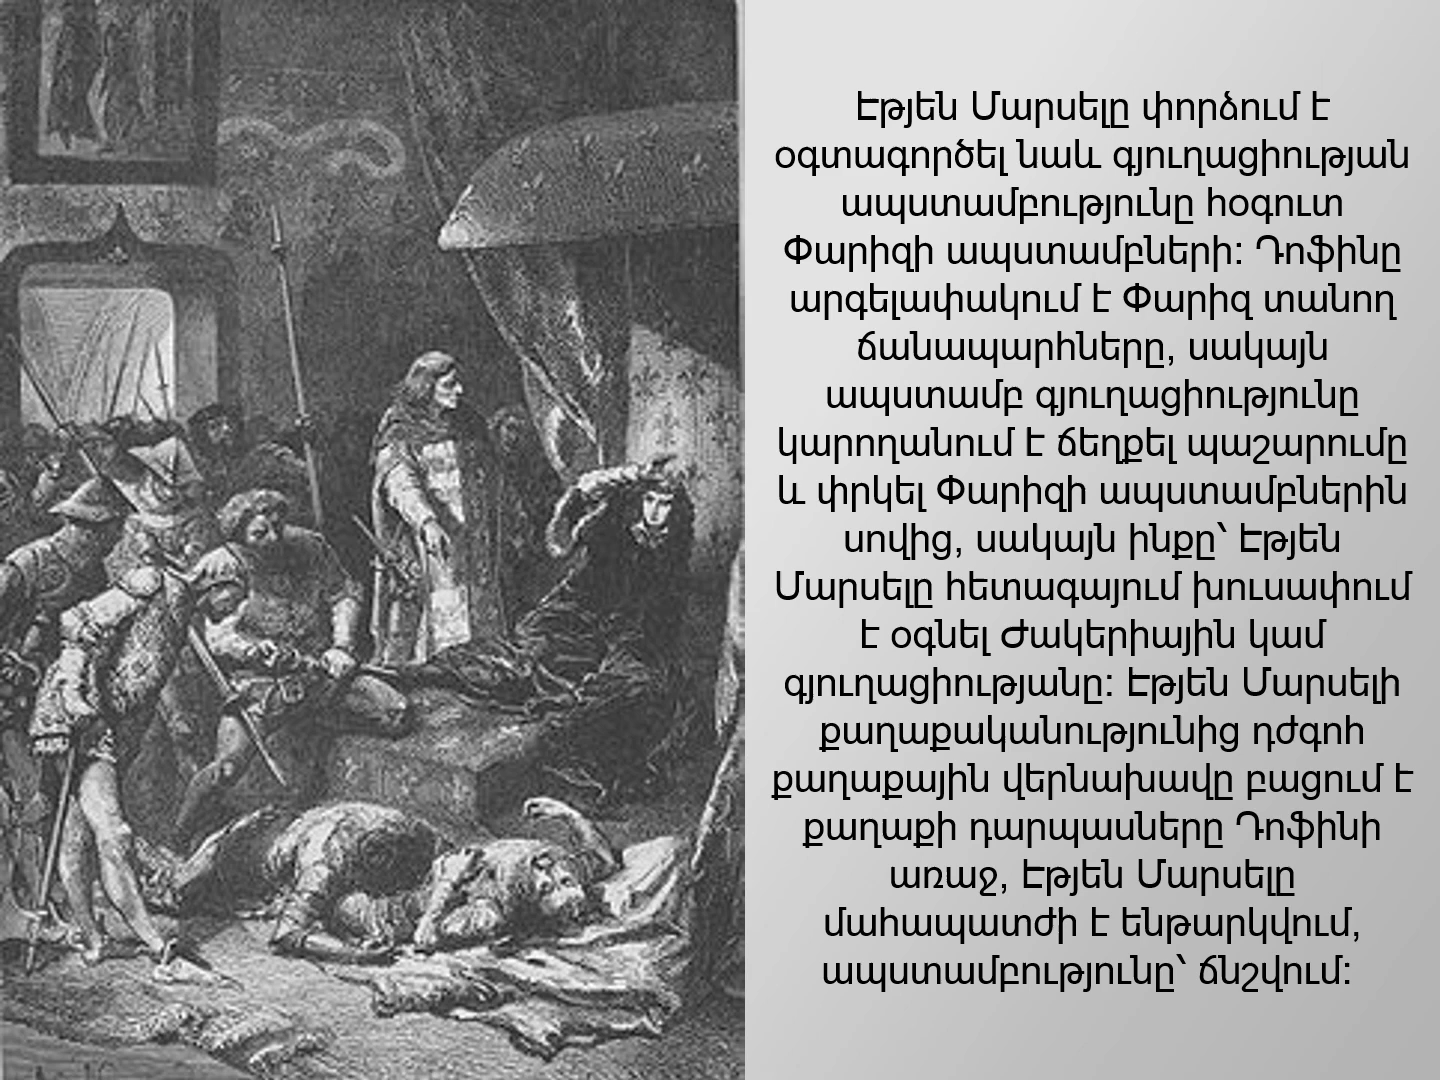 Էթյեն Մարսելը փորձում է
օգտագործել նաև գյուղացիության
ապստամբությունը հօգուտ
Փարիզի ապստամբների: Դոֆինը
արգելափակում է Փարիզ տանող
ճանապարհները, սակայն
ապստամբ գյուղացիությունը
կարողանում է ճեղքել պաշարումը
և փրկել Փարիզի ապստամբներին
սովից, սակայն ինքը՝ Էթյեն
Մարսելը հետագայում խուսափում
է օգնել Ժակերիային կամ
գյուղացիությանը: Էթյեն Մարսելի
քաղաքականությունից դժգոհ
քաղաքային վերնախավը բացում է
քաղաքի դարպասները Դոֆինի
առաջ, Էթյեն Մարսելը
մահապատժի է ենթարկվում,
ապստամբությունը՝ ճնշվում: